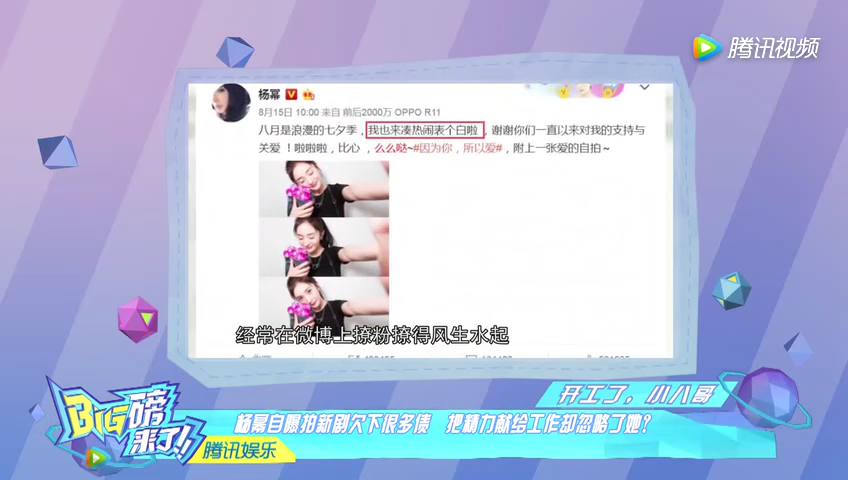 腾讯视频
杨幂
8月15日 10:00 来自 前后2000万 OPPO R11
八月是浪漫的七夕季，我也来凑热闹表个白啦，谢谢你们一直以来对我的支持与
关爱 ！啦啦啦，比心 ，么么哒~#因为你，所以爱#，附上一张爱的自拍～
经常在微博上撩粉撩得风生水起
开工了，小八哥
BIG磅来了!
杨幂自爆拍新剧欠下很多债 把精力献给工作却忽略了她?
腾讯娱乐